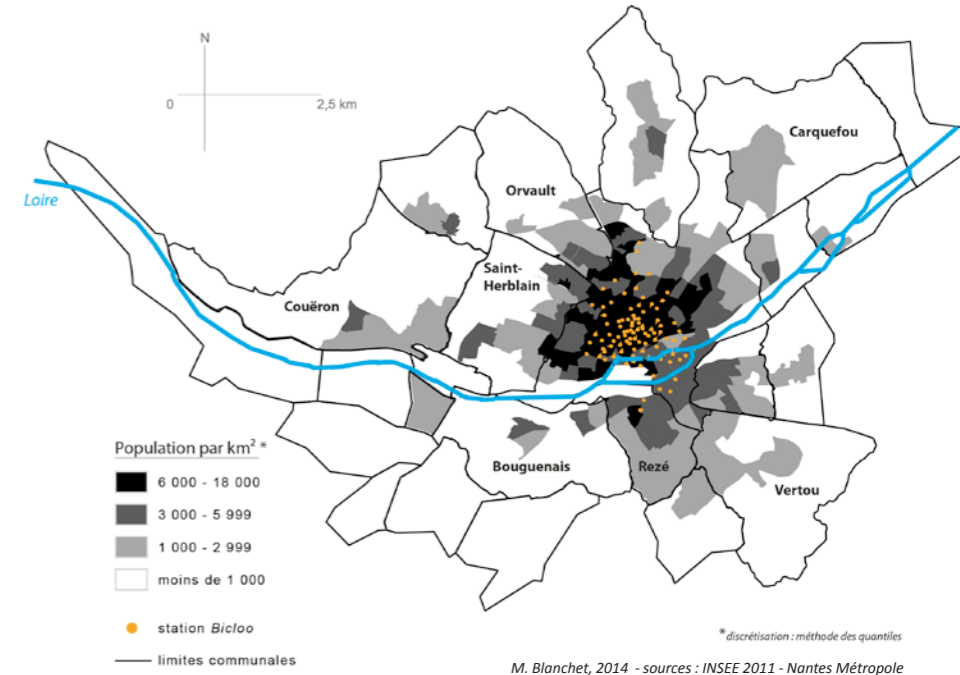 N
0
2,5 km
Carquefou
Orvault
Loire
Saint-
Herblain
Couëron
Bouguenais
Rezé
Vertou
Population par km² *
6 000 - 18 000
3 000 - 5 999
1 000 - 2 999
moins de 1 000
station Bicloo
limites communales
* discrétisation : méthode des quantiles
M. Blanchet, 2014 - sources : INSEE 2011 - Nantes Métropole